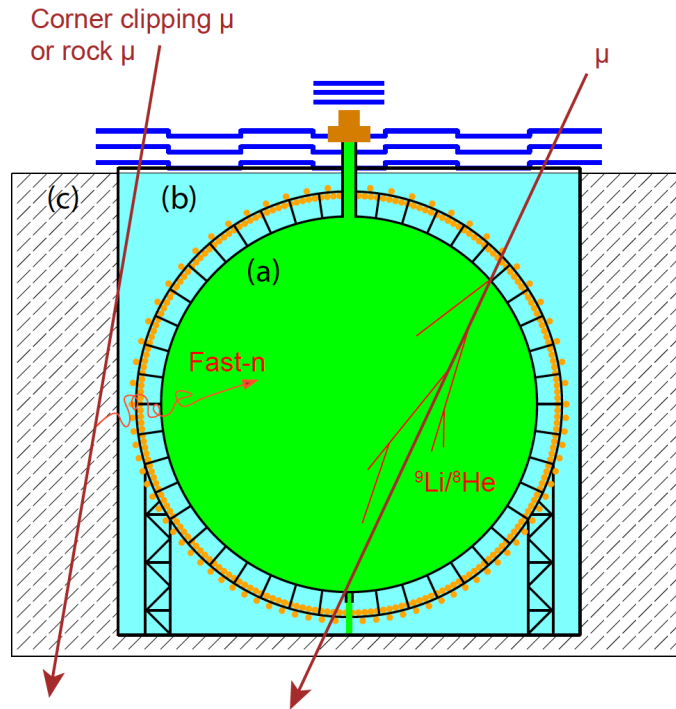 Corner clipping μ
or rock μ
μ
(c)
(b)
(a)
Fast-n
⁹Li/⁸He